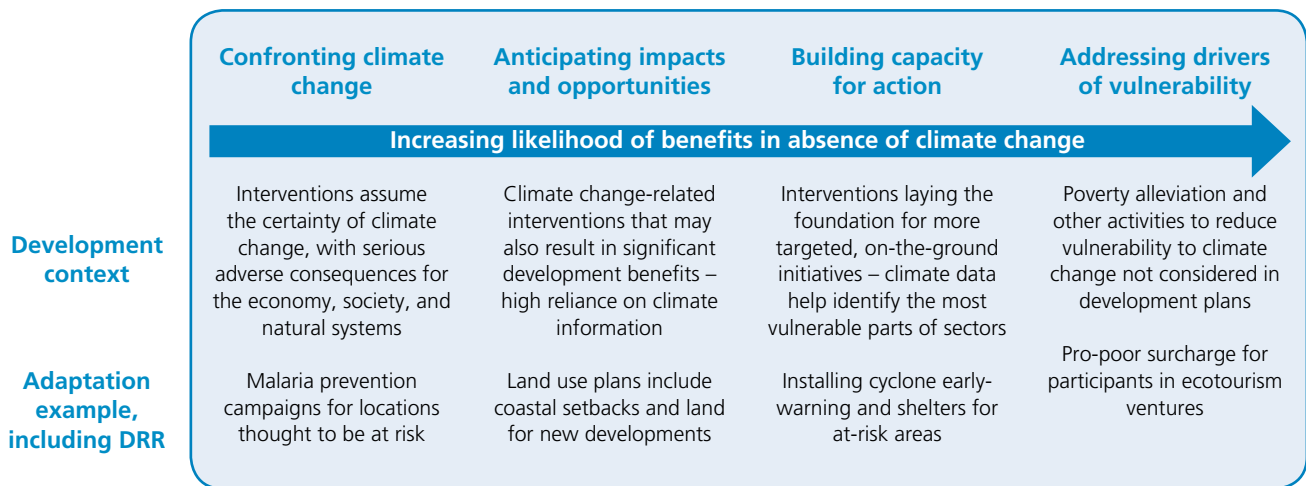 Confronting climate
change
Anticipating impacts
and opportunities
Building capacity
for action
Addressing drivers
of vulnerability
Increasing likelihood of benefits in absence of climate change
Development
context
Interventions assume
the certainty of climate
change, with serious
adverse consequences for
the economy, society, and
natural systems
Climate change-related
interventions that may
also result in significant
development benefits –
high reliance on climate
information
Interventions laying the
foundation for more
targeted, on-the-ground
initiatives – climate data
help identify the most
vulnerable parts of sectors
Poverty alleviation and
other activities to reduce
vulnerability to climate
change not considered in
development plans
Adaptation
example,
including DRR
Malaria prevention
campaigns for locations
thought to be at risk
Land use plans include
coastal setbacks and land
for new developments
Installing cyclone early-
warning and shelters for
at-risk areas
Pro-poor surcharge for
participants in ecotourism
ventures